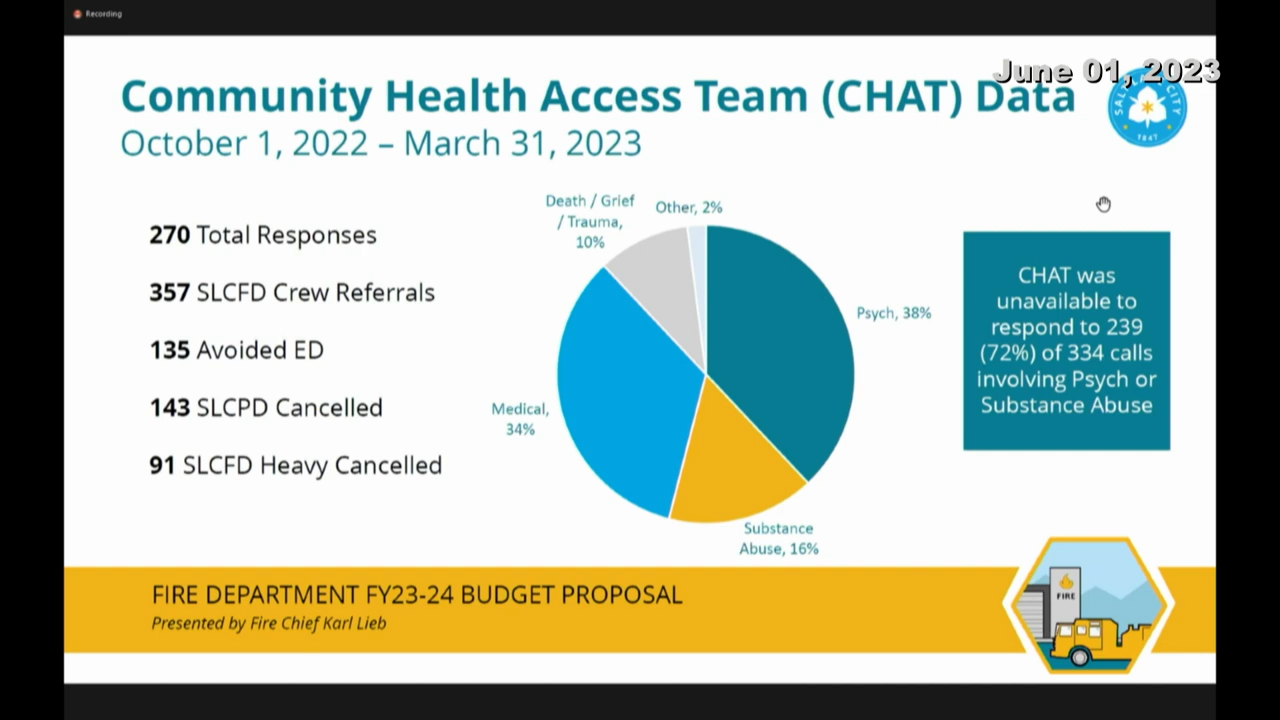 Recording
June 01, 2023
Community Health Access Team (CHAT) Data
October 1, 2022 – March 31, 2023
270 Total Responses
357 SLCFD Crew Referrals
135 Avoided ED
143 SLCPD Cancelled
91 SLCFD Heavy Cancelled
Death / Grief
/ Trauma,
10%
Other, 2%
Psych, 38%
Medical,
34%
Substance
Abuse, 16%
CHAT was
unavailable to
respond to 239
(72%) of 334 calls
involving Psych or
Substance Abuse
FIRE DEPARTMENT FY23-24 BUDGET PROPOSAL
Presented by Fire Chief Karl Lieb
FIRE
1847